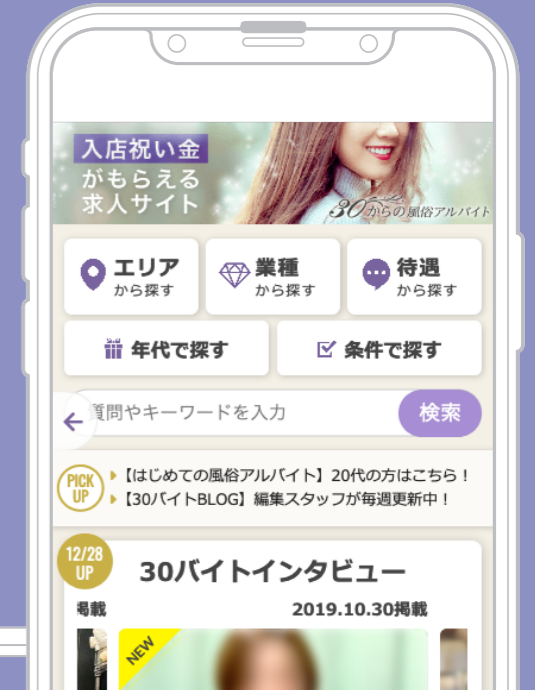 入店祝い金
がもらえる
求人サイト
30からの風俗アルバイト
エリア
から探す
業種
から探す
待遇
から探す
年代で探す
条件で探す
質問やキーワードを入力
検索
PICK
UP
【はじめての風俗アルバイト】20代の方はこちら！
【30バイトBLOG】編集スタッフが毎週更新中！
12/28
UP
30バイトインタビュー
掲載
2019.10.30掲載
NEW